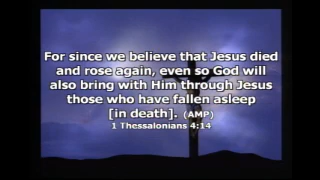 For since we believe that Jesus died
and rose again, even so God will
also bring with Him through Jesus
those who have fallen asleep
[in death]. (AMP)
1 Thessalonians 4:14